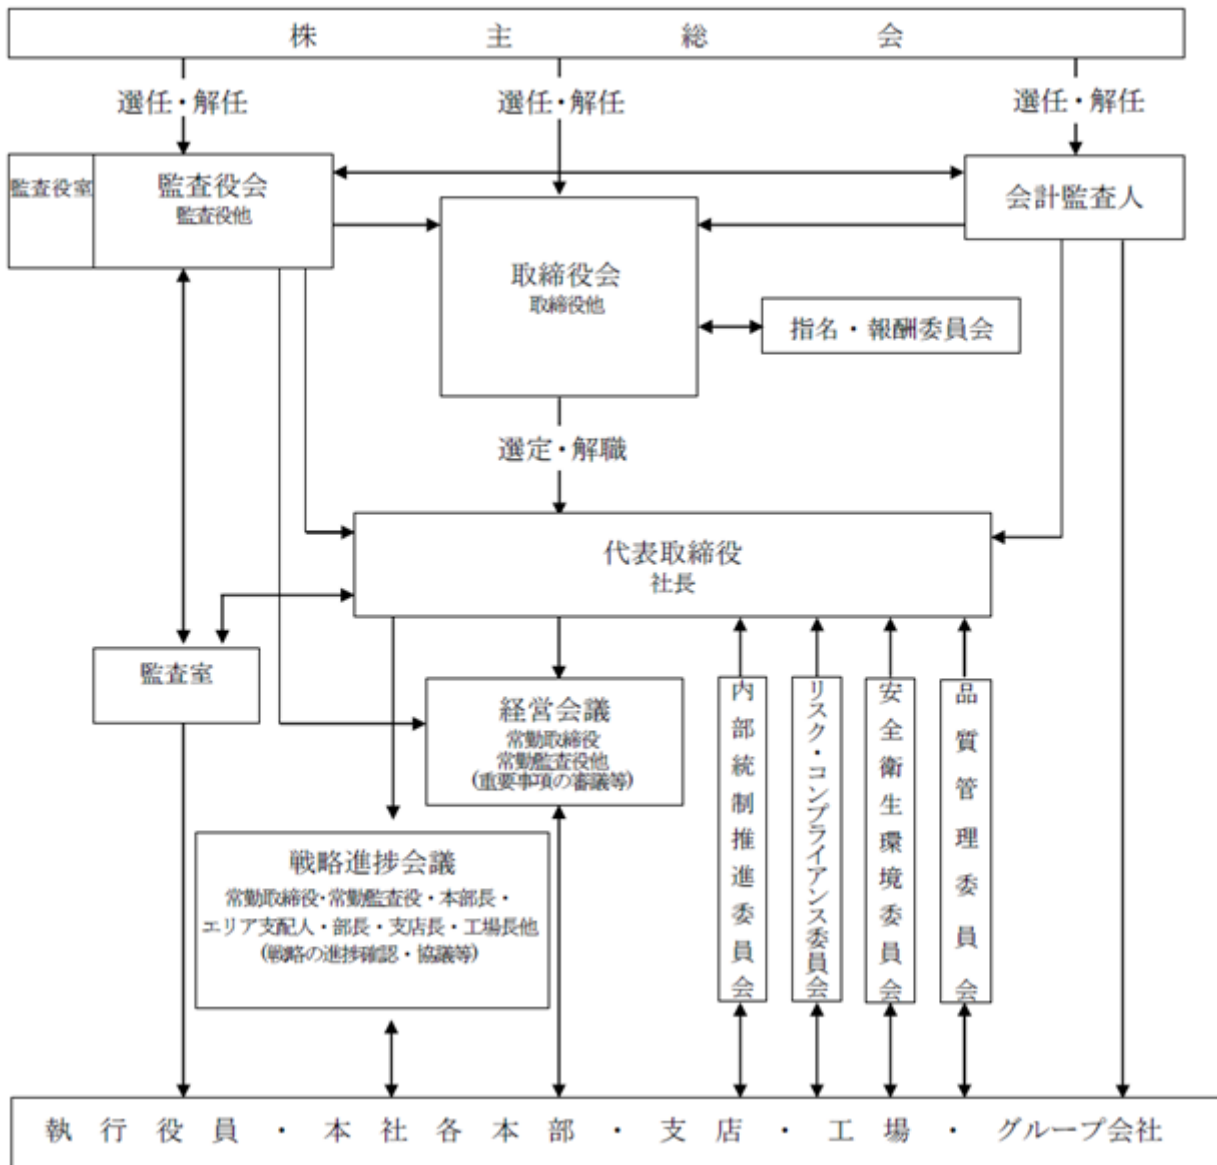 株主総会
選任・解任
選任・解任
選任・解任
監査役室
監査役会
監査役他
会計監査人
取締役会
取締役他
指名・報酬委員会
選定・解職
代表取締役
社長
監査室
経営会議
常勤取締役
常勤監査役他
(重要事項の審議等)
戦略進捗会議
常勤取締役・常勤監査役・本部長・
エリア支配人・部長・支店長・工場長他
(戦略の進捗確認・協議等)
内部統制推進委員会
リスク・コンプライアンス委員会
安全衛生環境委員会
品質管理委員会
執行役員・本社各本部・支店・工場・グループ会社